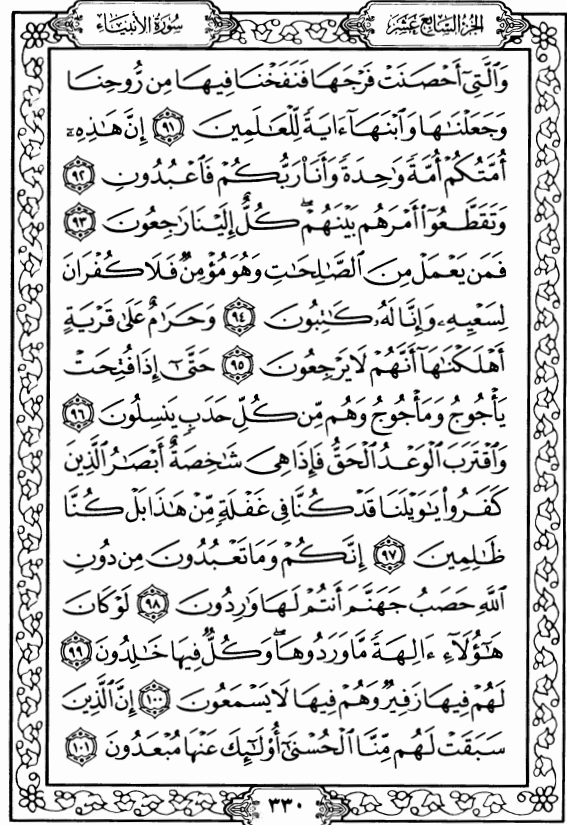 الجزء السابع عشر
سورة الأنبياء
وَٱلَّتِىٓ أَحْصَنَتْ فَرْجَهَا فَنَفَخْنَا فِيهَا مِن رُّوحِنَا
وَجَعَلْنَٰهَا وَٱبْنَهَآ ءَايَةً لِّلْعَٰلَمِينَ ٩١ إِنَّ هَٰذِهِۦٓ
أُمَّتُكُمْ أُمَّةً وَٰحِدَةً وَأَنَا۠ رَبُّكُمْ فَٱعْبُدُونِ ٩٢
وَتَقَطَّعُوٓا۟ أَمْرَهُم بَيْنَهُمْ ۖ كُلٌّ إِلَيْنَا رَٰجِعُونَ ٩٣
فَمَن يَعْمَلْ مِنَ ٱلصَّٰلِحَٰتِ وَهُوَ مُؤْمِنٌ فَلَا كُفْرَانَ
لِسَعْيِهِۦ وَإِنَّا لَهُۥ كَٰتِبُونَ ٩٤ وَحَرَٰمٌ عَلَىٰ قَرْيَةٍ
أَهْلَكْنَٰهَآ أَنَّهُمْ لَا يَرْجِعُونَ ٩٥ حَتَّىٰٓ إِذَا فُتِحَتْ
يَأْجُوجُ وَمَأْجُوجُ وَهُم مِّن كُلِّ حَدَبٍ يَنسِلُونَ ٩٦
وَٱقْتَرَبَ ٱلْوَعْدُ ٱلْحَقُّ فَإِذَا هِىَ شَٰخِصَةٌ أَبْصَٰرُ ٱلَّذِينَ
كَفَرُوا۟ يَٰوَيْلَنَا قَدْ كُنَّا فِى غَفْلَةٍ مِّنْ هَٰذَا بَلْ كُنَّا
ظَٰلِمِينَ ٩٧ إِنَّكُمْ وَمَا تَعْبُدُونَ مِن دُونِ
ٱللَّهِ حَصَبُ جَهَنَّمَ أَنتُمْ لَهَا وَٰرِدُونَ ٩٨ لَوْ كَانَ
هَٰٓؤُلَآءِ ءَالِهَةً مَّا وَرَدُوهَا ۖ وَكُلٌّ فِيهَا خَٰلِدُونَ ٩٩
لَهُمْ فِيهَا زَفِيرٌ وَهُمْ فِيهَا لَا يَسْمَعُونَ ١٠٠ إِنَّ ٱلَّذِينَ
سَبَقَتْ لَهُم مِّنَّا ٱلْحُسْنَىٰٓ أُو۟لَٰٓئِكَ عَنْهَا مُبْعَدُونَ ١٠١
٣٣٠